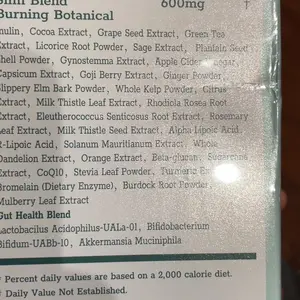 Slim Blend 600mg †
Burning Botanical
Inulin, Cocoa Extract, Grape Seed Extract, Green Tea
Extract, Licorice Root Powder, Sage Extract, Plantain Seed
Shell Powder, Gynostemma Extract, Apple Cider Vinegar
Capsicum Extract, Goji Berry Extract, Ginger Powder,
Slippery Elm Bark Powder, Whole Kelp Powder, Citrus
Extract, Milk Thistle Leaf Extract, Rhodiola Rosea Root
Extract, Eleutherococcus Senticosus Root Extract, Rosemary
Leaf Extract, Milk Thistle Seed Extract, Alpha Lipoic Acid
R-Lipoic Acid, Solanum Mauritianum Extract, Whole
Dandelion Extract, Orange Extract, Beta-glucan, Sugarcane
Extract, CoQ10, Stevia Leaf Powder, Turmeric Extract
Bromelain (Dietary Enzyme), Burdock Root Powder,
Mulberry Leaf Extract
Gut Health Blend
Lactobacillus Acidophilus-UALa-01, Bifidobacterium
Bifidum-UABb-10, Akkermansia Muciniphila
* Percent daily values are based on a 2,000 calorie diet.
† Daily Value Not Established.